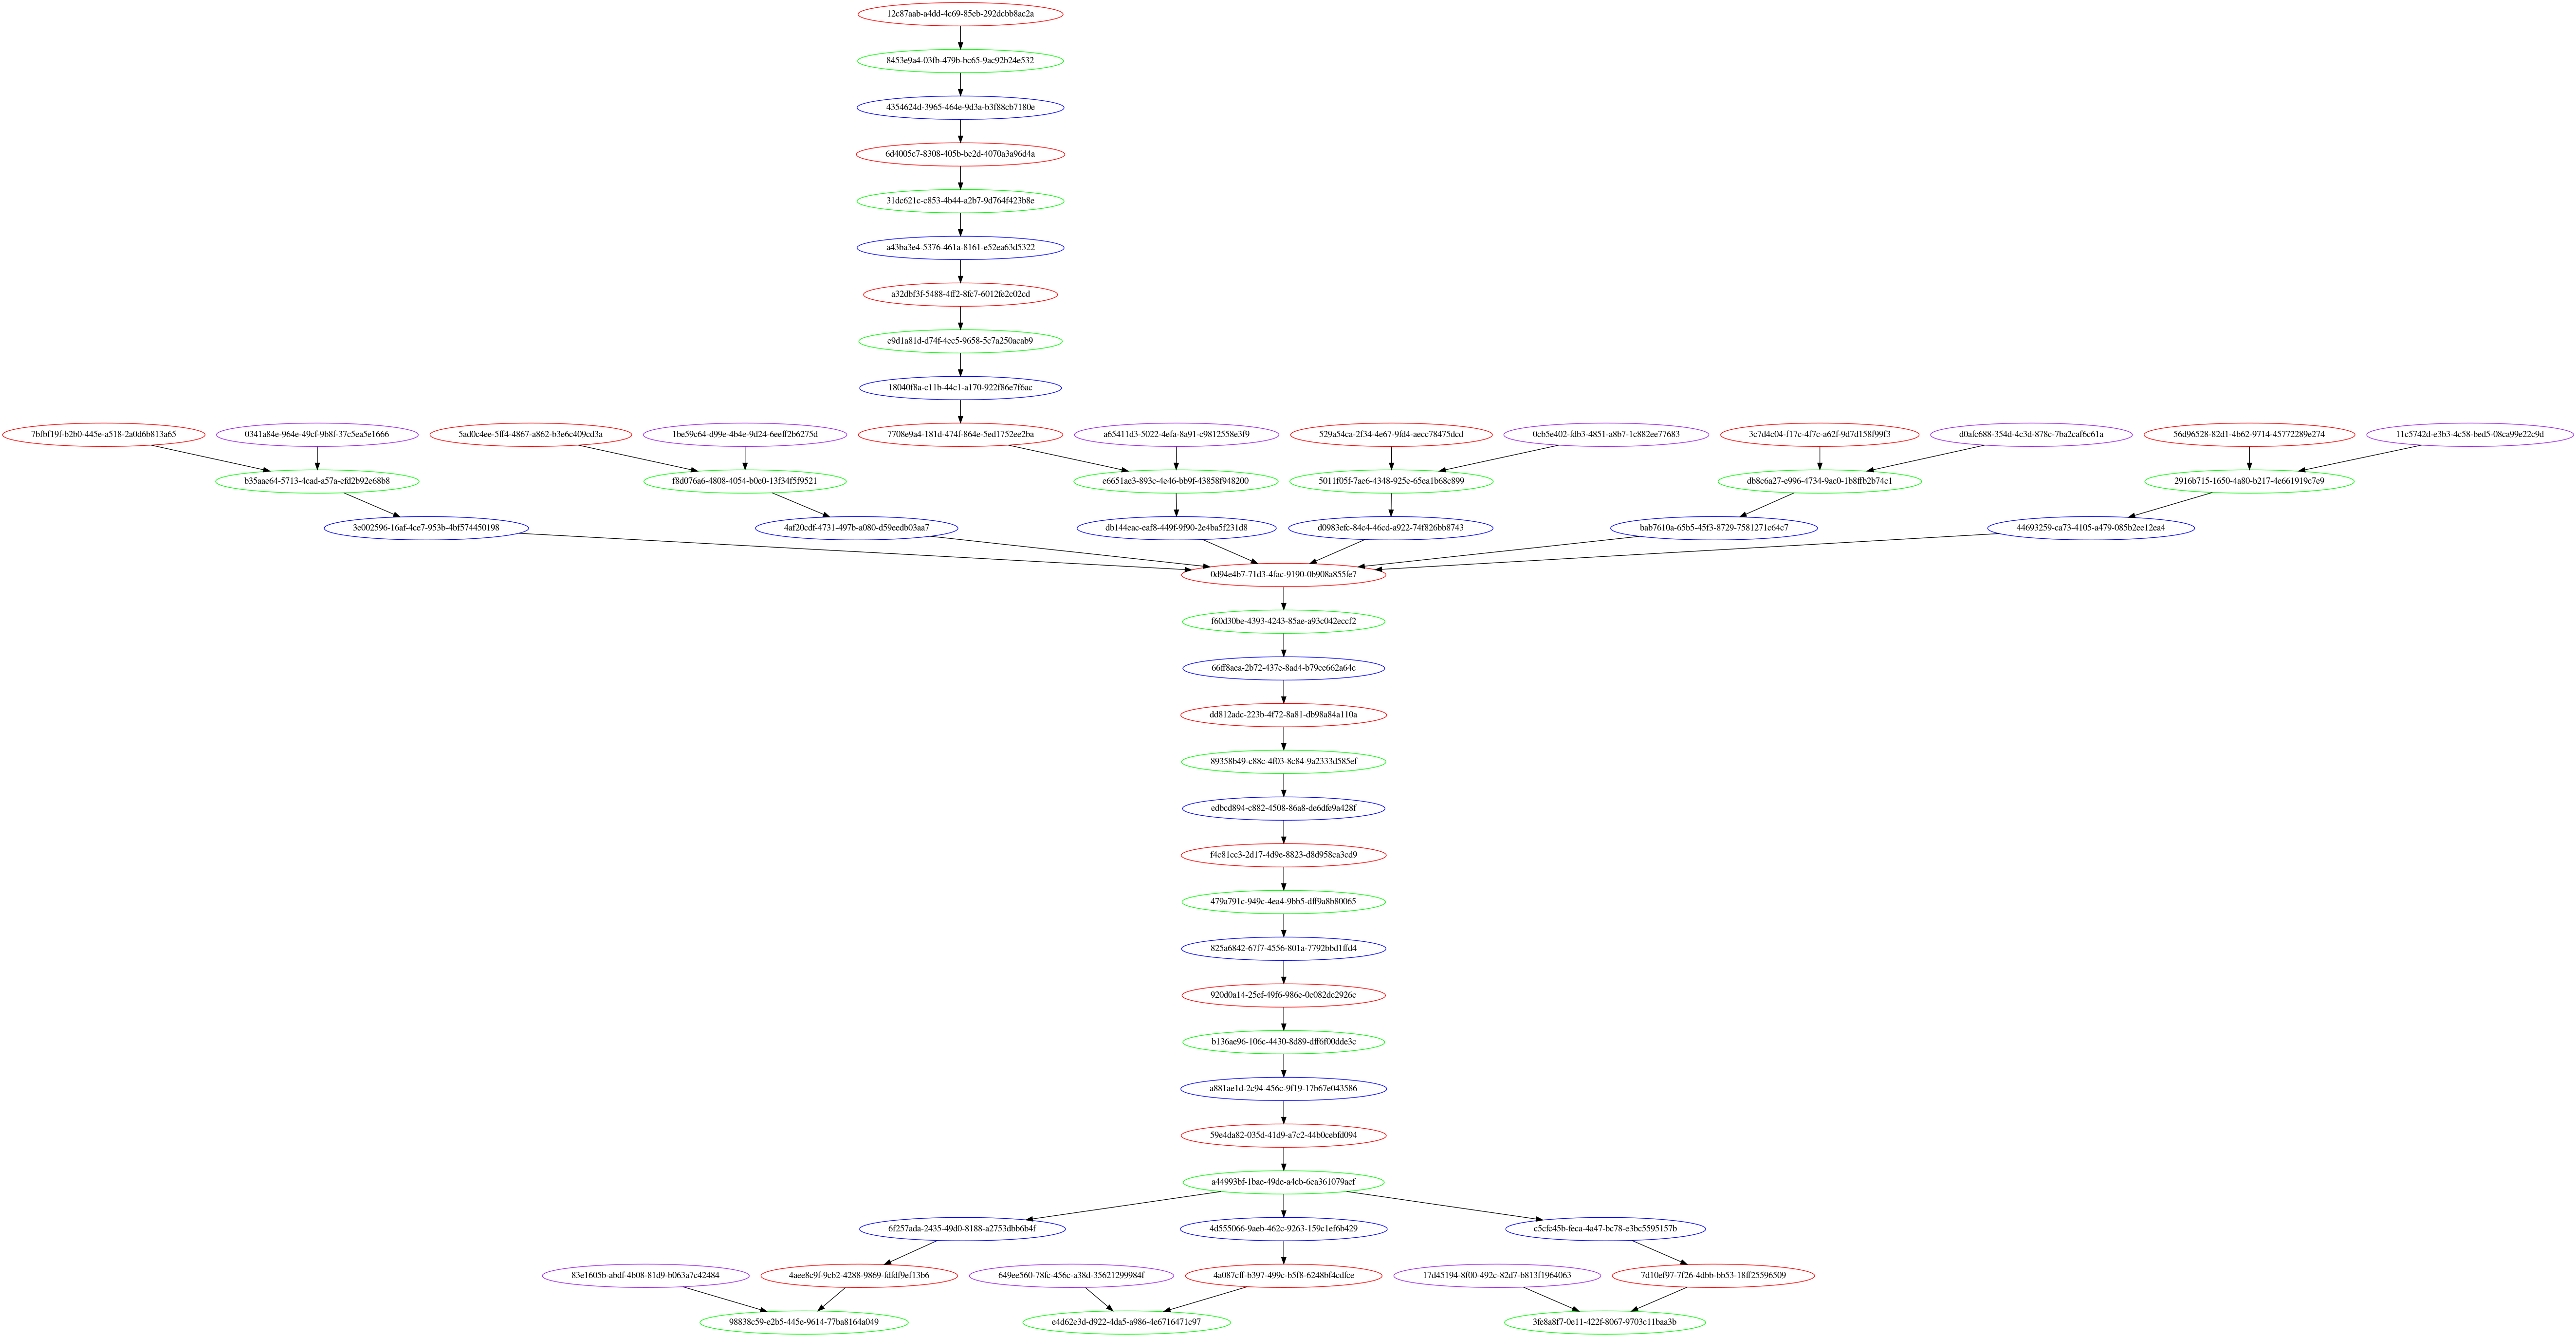 12c87aab-a4dd-4c69-85eb-292dcbb8ac2a
8453e9a4-03fb-479b-bc65-9ac92b24e532
4354624d-3965-464e-9d3a-b3f88cb7180e
6d4005c7-8308-405b-be2d-4070a3a96d4a
31dc621c-c853-4b44-a2b7-9d764f423b8e
a43ba3e4-5376-461a-8161-e52ea63d5322
a32dbf3f-5488-4ff2-8fc7-6012fe2c02cd
e9d1a81d-d74f-4ec5-9658-5c7a250acab9
18040f8a-c11b-44c1-a170-922f86e7f6ac
7bfbf19f-b2b0-445e-a518-2a0d6b813a65
0341a84e-964e-49cf-9b8f-37c5ea5e1666
5ad0c4ee-5ff4-4867-a862-b3e6c409cd3a
1be59c64-d99e-4b4e-9d24-6eeff2b6275d
7708e9a4-181d-474f-864e-5ed1752ee2ba
a65411d3-5022-4efa-8a91-c9812558e3f9
529a54ca-2f34-4e67-9fd4-aecc78475dcd
0cb5e402-fdb3-4851-a8b7-1c882ee77683
3c7d4c04-f17c-4f7c-a62f-9d7d158f99f3
d0afc688-354d-4c3d-878c-7ba2caf6c61a
56d96528-82d1-4b62-9714-45772289e274
11c5742d-e3b3-4c58-bed5-08ca99e22c9d
b35aae64-5713-4cad-a57a-efd2b92e68b8
f8d076a6-4808-4054-b0e0-13f34f5f9521
e6651ae3-893c-4e46-bb9f-43858f948200
5011f05f-7ae6-4348-925e-65ea1b68c899
db8c6a27-e996-4734-9ac0-1b8ffb2b74c1
2916b715-1650-4a80-b217-4e661919c7e9
3e002596-16af-4ce7-953b-4bf574450198
4af20cdf-4731-497b-a080-d59eedb03aa7
db144eac-eaf8-449f-9f90-2e4ba5f231d8
d0983efc-84c4-46cd-a922-74f826bb8743
bab7610a-65b5-45f3-8729-7581271c64c7
44693259-ca73-4105-a479-085b2ee12ea4
0d94e4b7-71d3-4fac-9190-0b908a855fe7
f60d30be-4393-4243-85ae-a93c042eccf2
66ff8aea-2b72-437e-8ad4-b79ce662a64c
dd812adc-223b-4f72-8a81-db98a84a110a
89358b49-c88c-4f03-8c84-9a2333d585ef
edbcd894-c882-4508-86a8-de6dfe9a428f
f4c81cc3-2d17-4d9e-8823-d8d958ca3cd9
479a791c-949c-4ea4-9bb5-dff9a8b80065
825a6842-67f7-4556-801a-7792bbd1ffd4
920d0a14-25ef-49f6-986e-0c082dc2926c
b136ae96-106c-4430-8d89-dff6f00dde3c
a881ae1d-2c94-456c-9f19-17b67e043586
59e4da82-035d-41d9-a7c2-44b0cebfd094
a44993bf-1bae-49de-a4cb-6ea361079acf
6f257ada-2435-49d0-8188-a2753dbb6b4f
4d555066-9aeb-462c-9263-159c1ef6b429
c5cfc45b-feca-4a47-bc78-e3bc5595157b
83e1605b-abdf-4b08-81d9-b063a7c42484
4aee8c9f-9cb2-4288-9869-fdfdf9ef13b6
649ee560-78fc-456c-a38d-35621299984f
4a087cff-b397-499c-b5f8-6248bf4cdfce
17d45194-8f00-492c-82d7-b813f1964063
7d10ef97-7f26-4dbb-bb53-18ff25596509
98838c59-e2b5-445e-9614-77ba8164a049
e4d62e3d-d922-4da5-a986-4e6716471c97
3fe8a8f7-0e11-422f-8067-9703c11baa3b